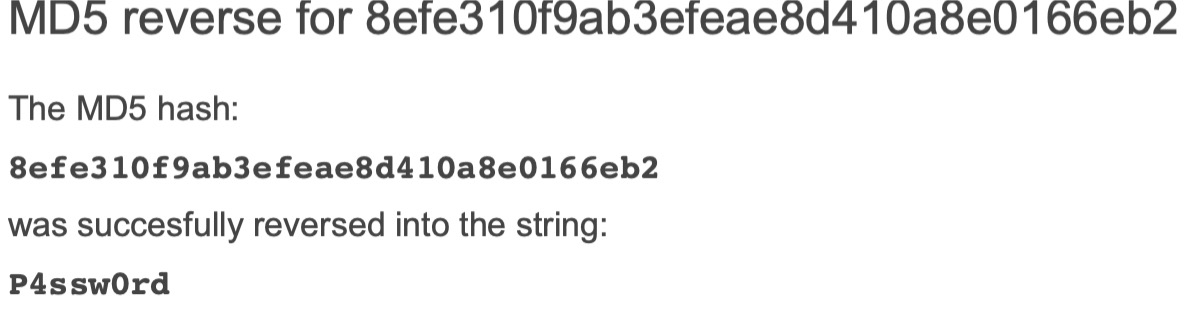 MD5 reverse for 8efe310f9ab3efeae8d410a8e0166eb2
The MD5 hash:
8efe310f9ab3efeae8d410a8e0166eb2
was succesfully reversed into the string:
P4ssw0rd